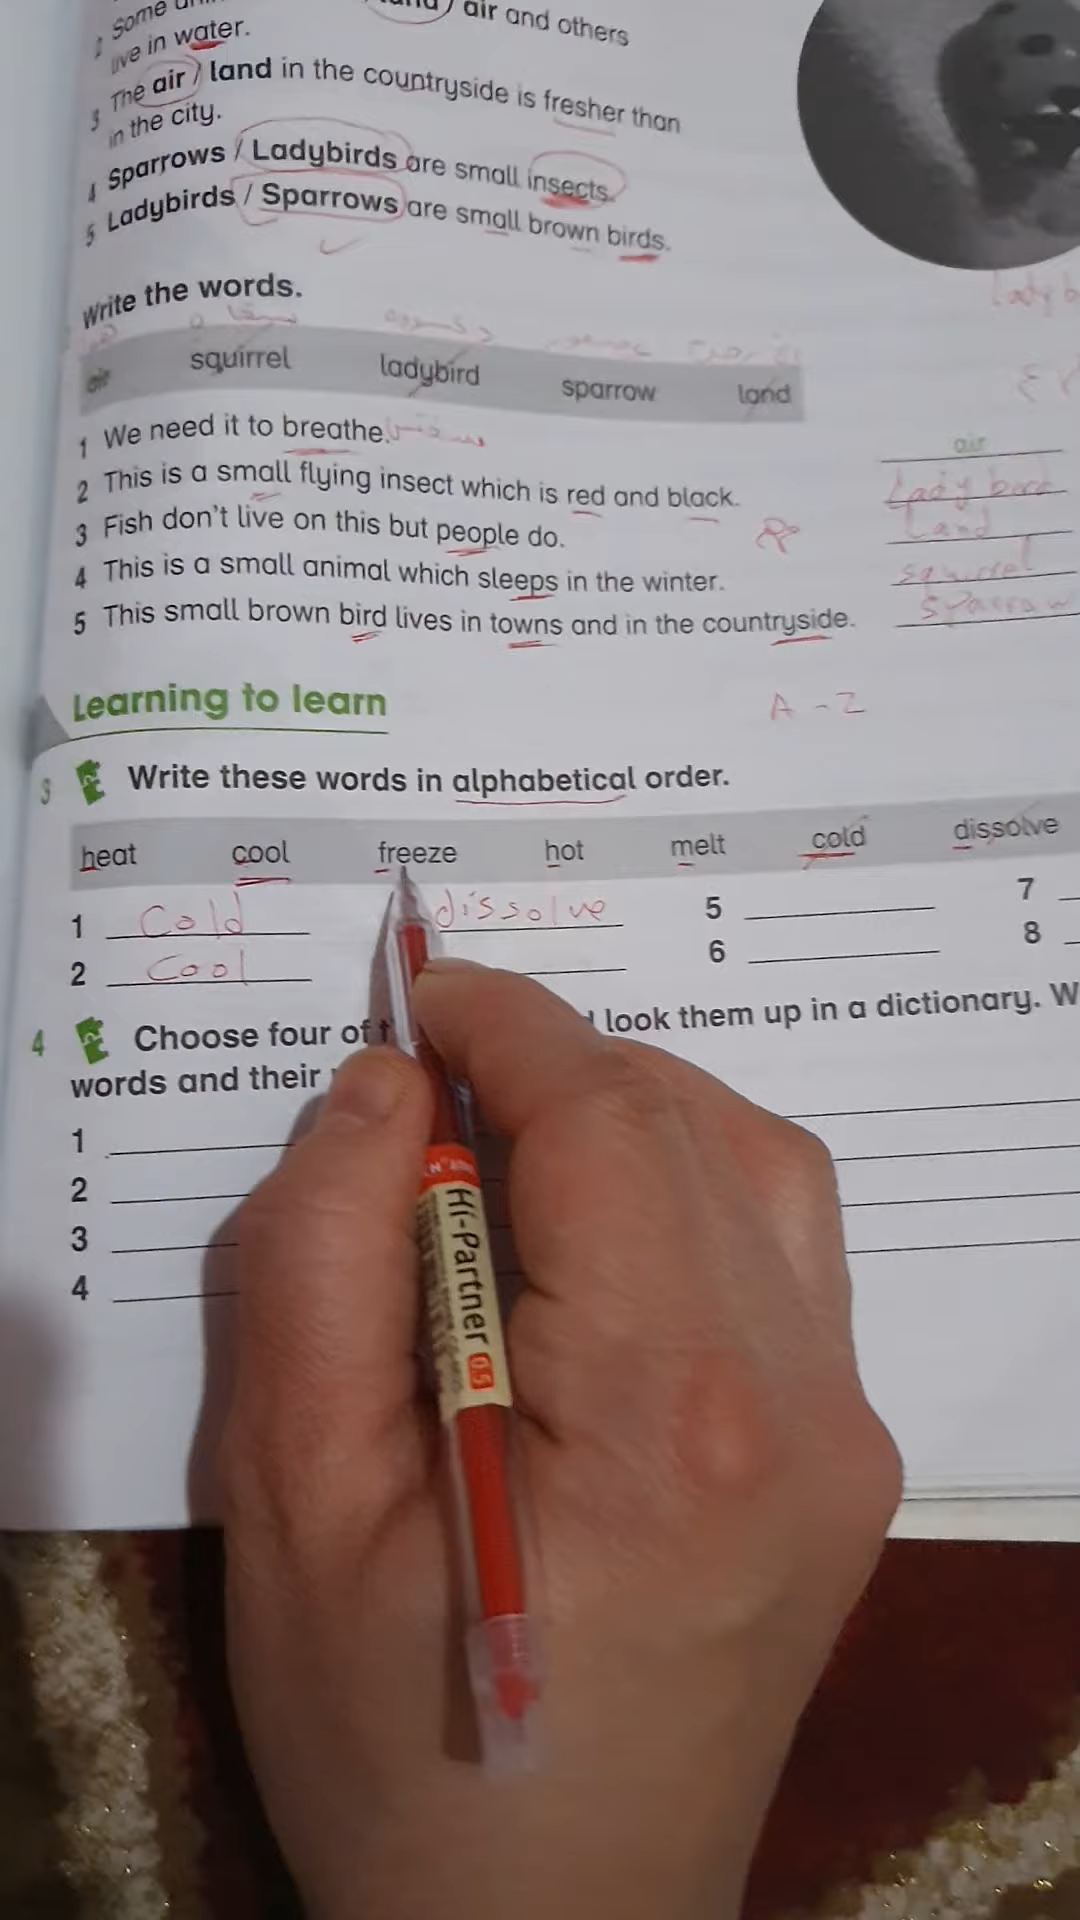 2 Some air and others
live in water.
3 The air / land in the countryside is fresher than
in the city.
4 Sparrows / Ladybirds are small insects.
5 Ladybirds / Sparrows are small brown birds.
Write the words.
air squirrel ladybird sparrow land
1 We need it to breathe. air
2 This is a small flying insect which is red and black.
3 Fish don't live on this but people do. Land
4 This is a small animal which sleeps in the winter. squirrel
5 This small brown bird lives in towns and in the countryside. Sparrow
Learning to learn
A - Z
3 Write these words in alphabetical order.
heat cool freeze hot melt cold dissolve
1 Cold dissolve 5 7
2 Cool 6 8
4 Choose four of look them up in a dictionary. W
words and their
1
2
3
4
Hi-Partner 0.5